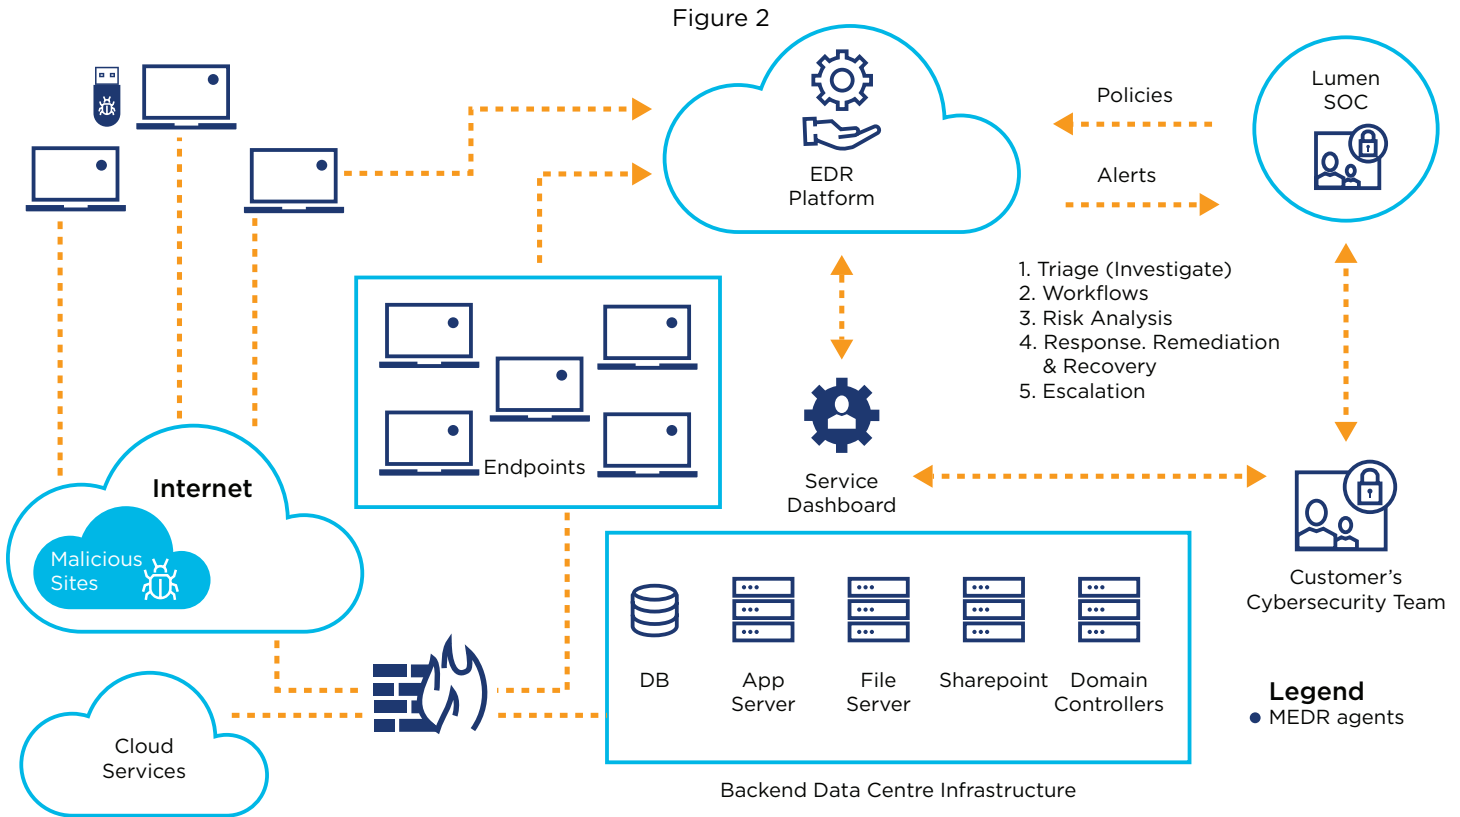 Figure 2
EDR
Platform
Policies
Alerts
Lumen
SOC
1. Triage (Investigate)
2. Workflows
3. Risk Analysis
4. Response. Remediation
& Recovery
5. Escalation
Endpoints
Service
Dashboard
Customer's
Cybersecurity Team
Internet
Malicious
Sites
Cloud
Services
DB
App
Server
File
Server
Sharepoint
Domain
Controllers
Backend Data Centre Infrastructure
Legend
MEDR agents